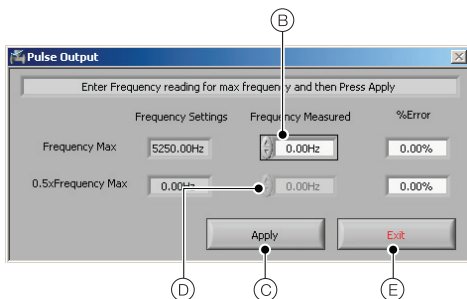 B
Pulse Output
Enter Frequency reading for max frequency and then Press Apply
Frequency Settings Frequency Measured %Error
Frequency Max 5250.00Hz 0.00Hz 0.00%
0.5xFrequency Max 0.00Hz 0.00Hz 0.00%
Apply Exit
D C E